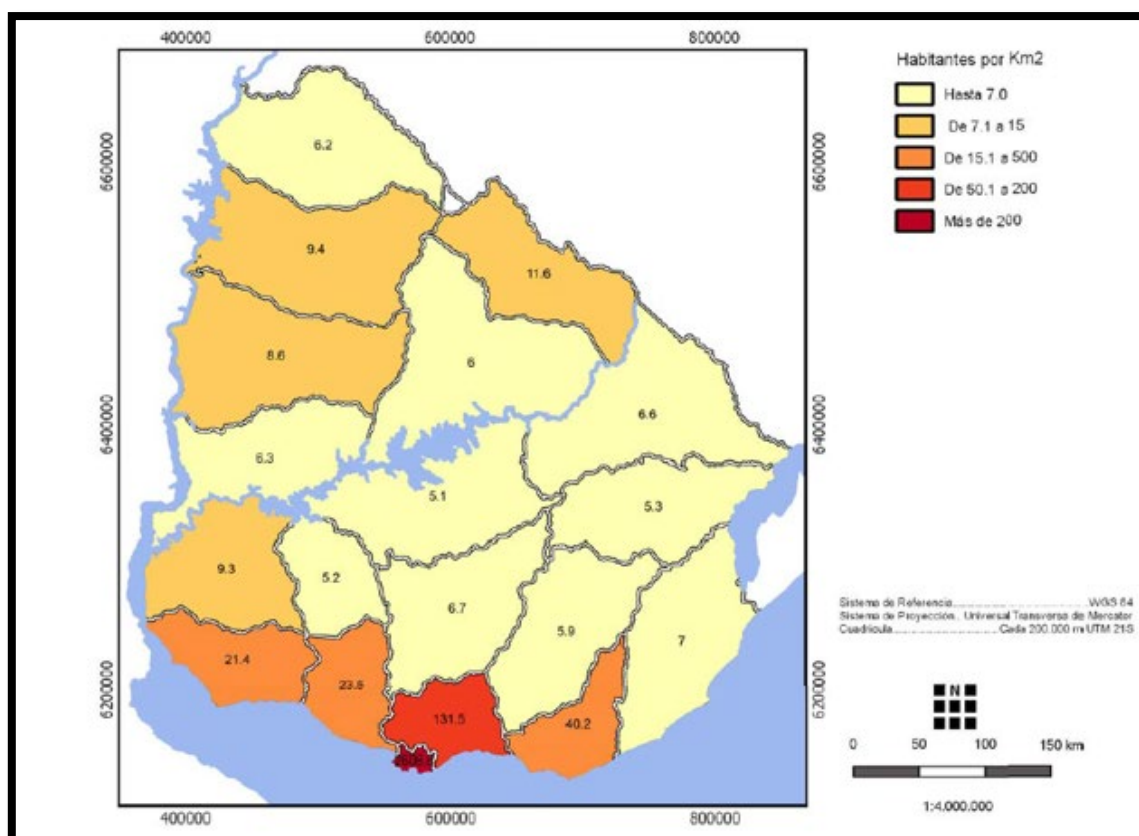 400000 600000 800000
Habitantes por Km2
Hasta 7.0
De 7.1 a 15
De 15.1 a 500
De 50.1 a 200
Más de 200
6600000
6600000
6.2
9.4
11.6
8.6
6
6400000
6400000
6.6
6.3
5.1
5.3
9.3
5.2
6.7
5.9
7
Sistema de Referencia WGS 84
Sistema de Proyección.. Universal Transversa de Mercator
Cuadrícula Cada 200.000 m UTM 21S
21.4
6200000
6200000
N
131.5
40.2
0 50 100 150 km
1:4.000.000
400000 600000 800000